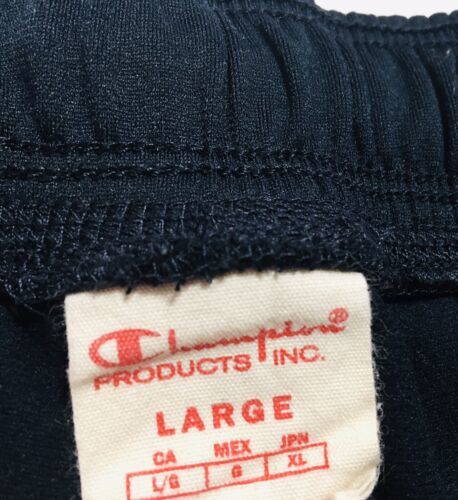 Champion®
PRODUCTS INC.
LARGE
CA MEX JPN
L/G G XL